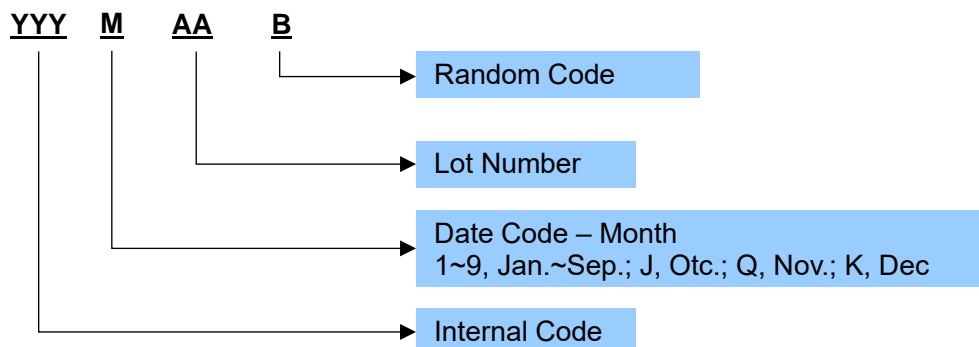 YYY M AA B
Random Code
Lot Number
Date Code – Month
1~9, Jan.~Sep.; J, Otc.; Q, Nov.; K, Dec
Internal Code